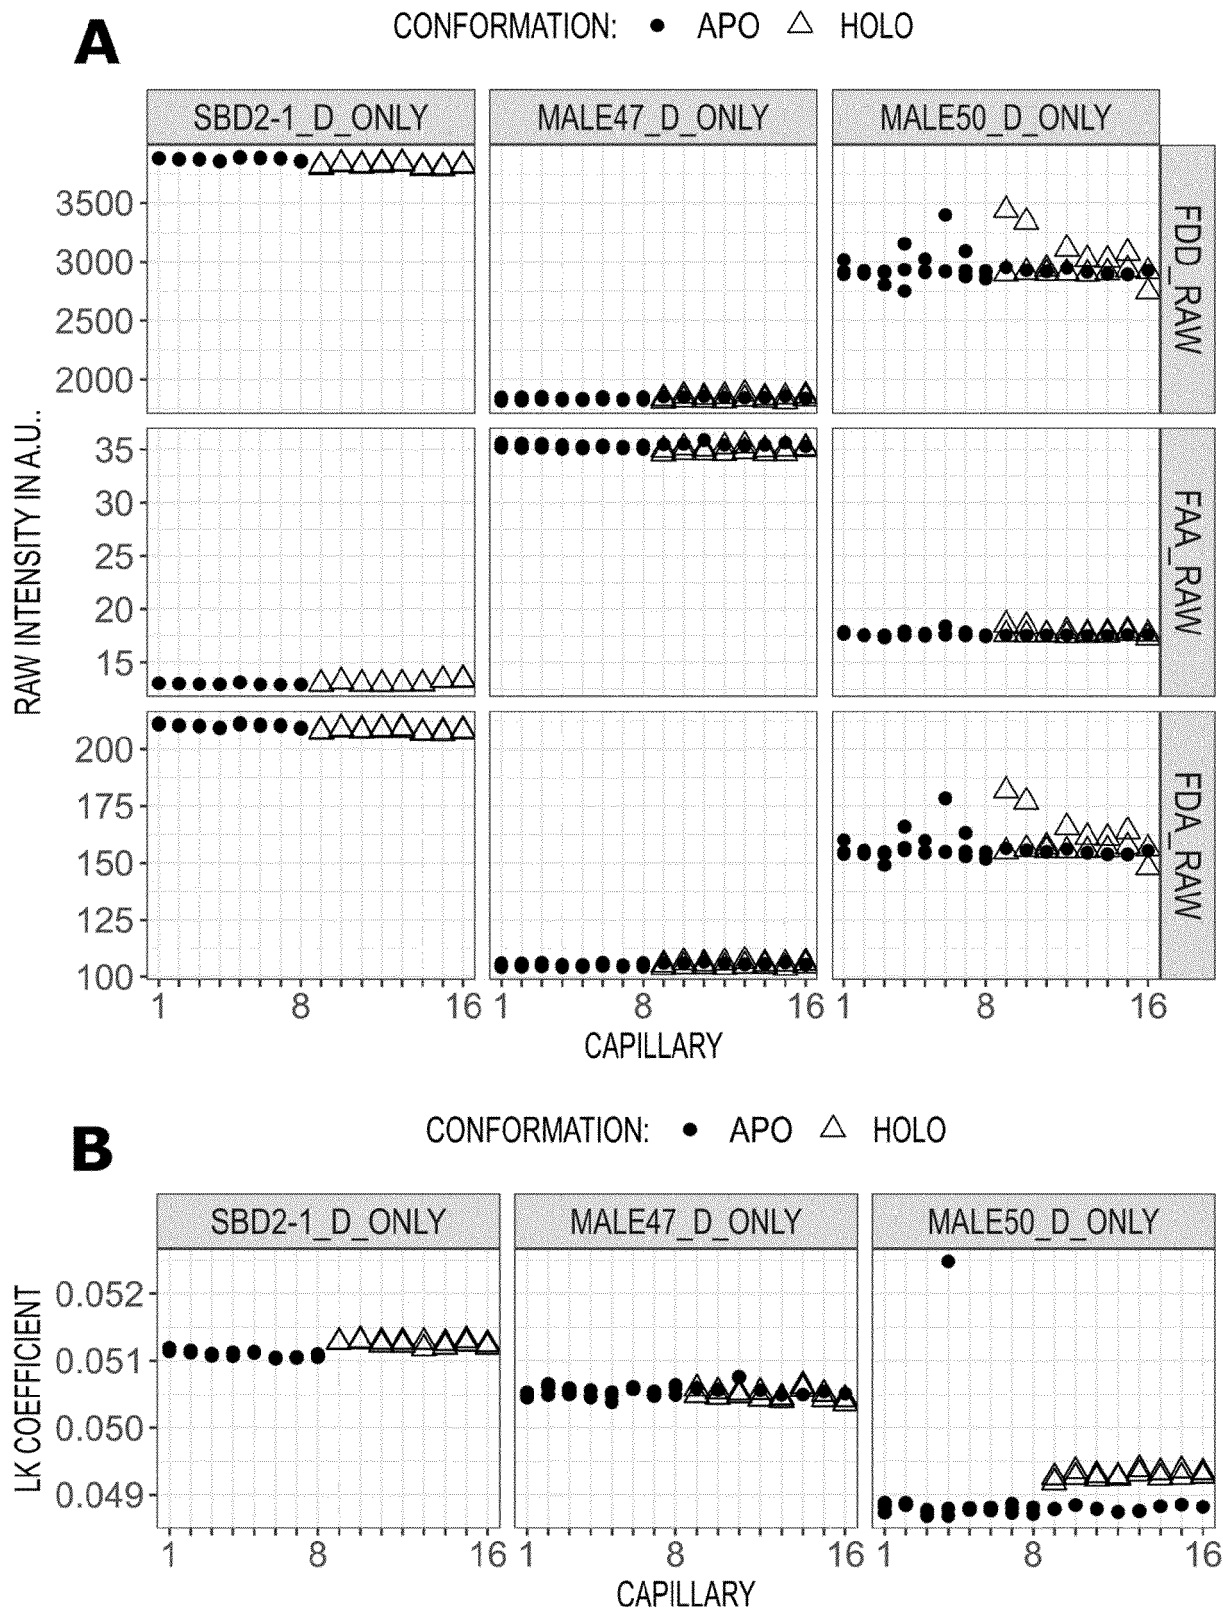 A
CONFORMATION: APO HOLO
SBD2-1_D_ONLY MALE47_D_ONLY MALE50_D_ONLY
3500
3000
2500
2000
FDD_RAW
35
30
25
20
15
FAA_RAW
200
175
150
125
100
FDA_RAW
RAW INTENSITY IN A.U..
1 8 16 1 8 16 1 8 16
CAPILLARY
B
CONFORMATION: APO HOLO
SBD2-1_D_ONLY MALE47_D_ONLY MALE50_D_ONLY
0.052
0.051
0.050
0.049
LK COEFFICIENT
1 8 16 1 8 16 1 8 16
CAPILLARY